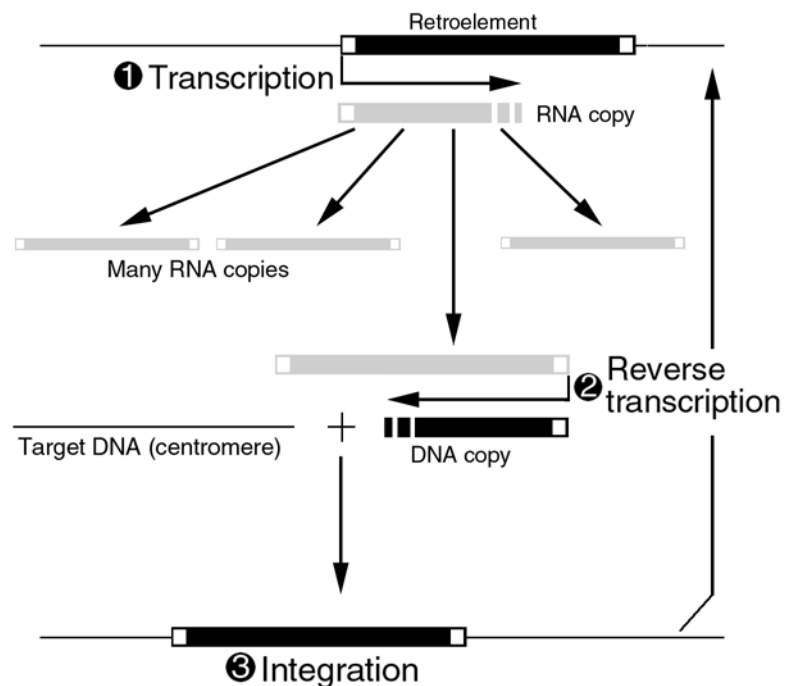 Retroelement
❶ Transcription
RNA copy
Many RNA copies
❷ Reverse
transcription
Target DNA (centromere)
+
DNA copy
❸ Integration